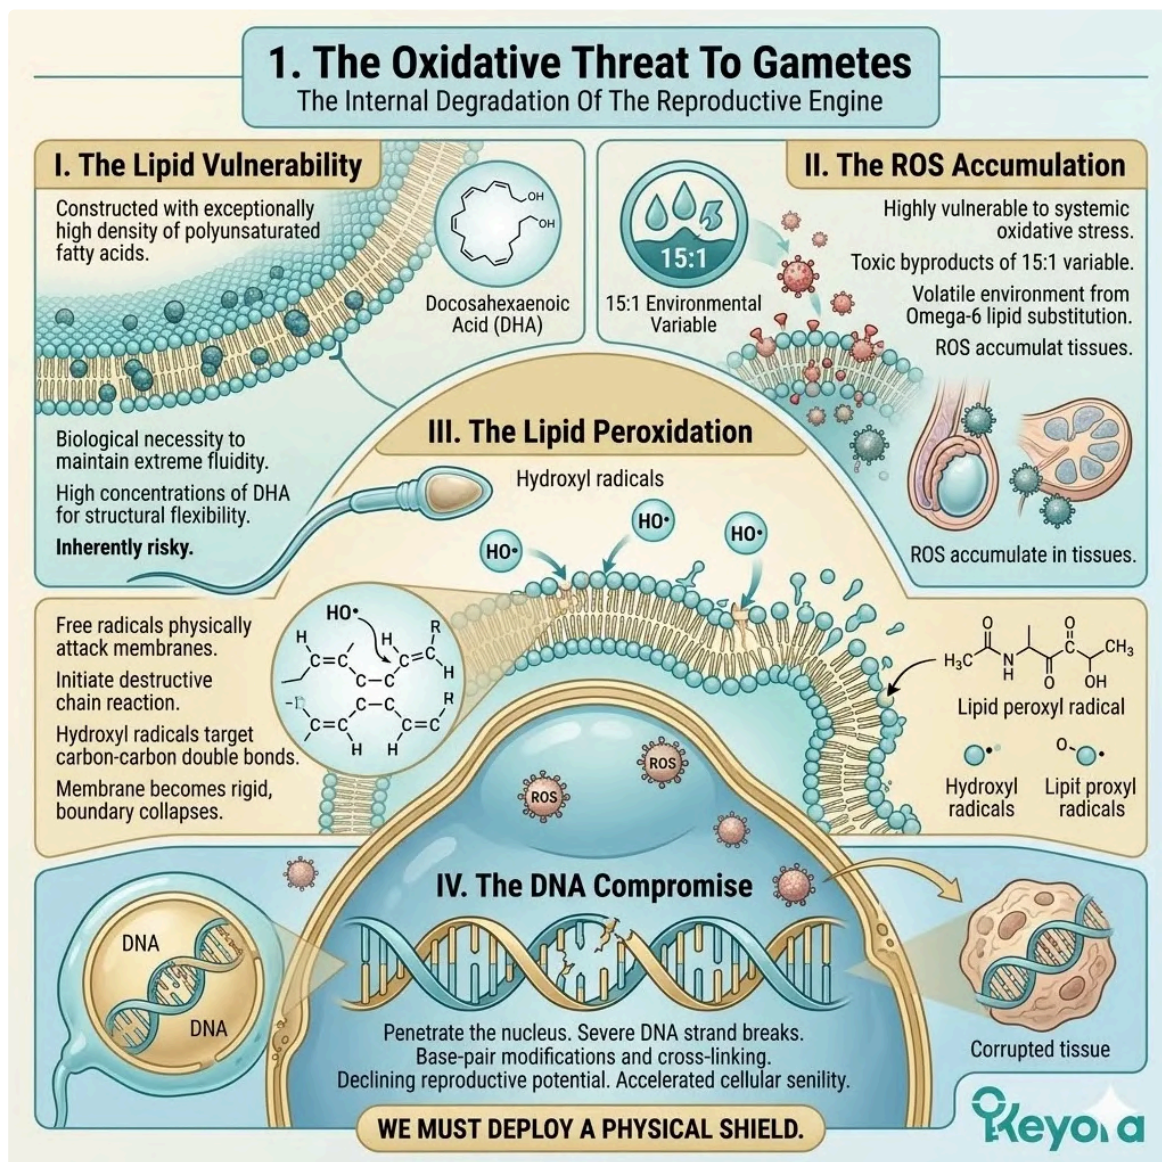 1. The Oxidative Threat To Gametes
The Internal Degradation Of The Reproductive Engine
I. The Lipid Vulnerability
Constructed with exceptionally
high density of polyunsaturated
fatty acids.
OH
OH
Docosahexaenoic
Acid (DHA)
Biological necessity to
maintain extreme fluidity.
High concentrations of DHA
for structural flexibility.
Inherently risky.
II. The ROS Accumulation
15:1
15:1 Environmental
Variable
Highly vulnerable to systemic
oxidative stress.
Toxic byproducts of 15:1 variable.
Volatile environment from
Omega-6 lipid substitution.
ROS accumulat tissues.
ROS accumulate in tissues.
III. The Lipid Peroxidation
Hydroxyl radicals
HO•
HO•
HO•
Free radicals physically
attack membranes.
Initiate destructive
chain reaction.
Hydroxyl radicals target
carbon-carbon double bonds.
Membrane becomes rigid,
boundary collapses.
HO•
H
H
R
C=C
C=C
H
C–C
C–C
R
C=C
C=C
H
H
O
O
H₃C
N
H
CH₃
O
OH
Lipid peroxyl radical
O-
Hydroxyl
radicals
Lipit proxyl
radicals
ROS
ROS
IV. The DNA Compromise
DNA
DNA
Penetrate the nucleus. Severe DNA strand breaks.
Base-pair modifications and cross-linking.
Declining reproductive potential. Accelerated cellular senility.
Corrupted tissue
WE MUST DEPLOY A PHYSICAL SHIELD.
Keyora